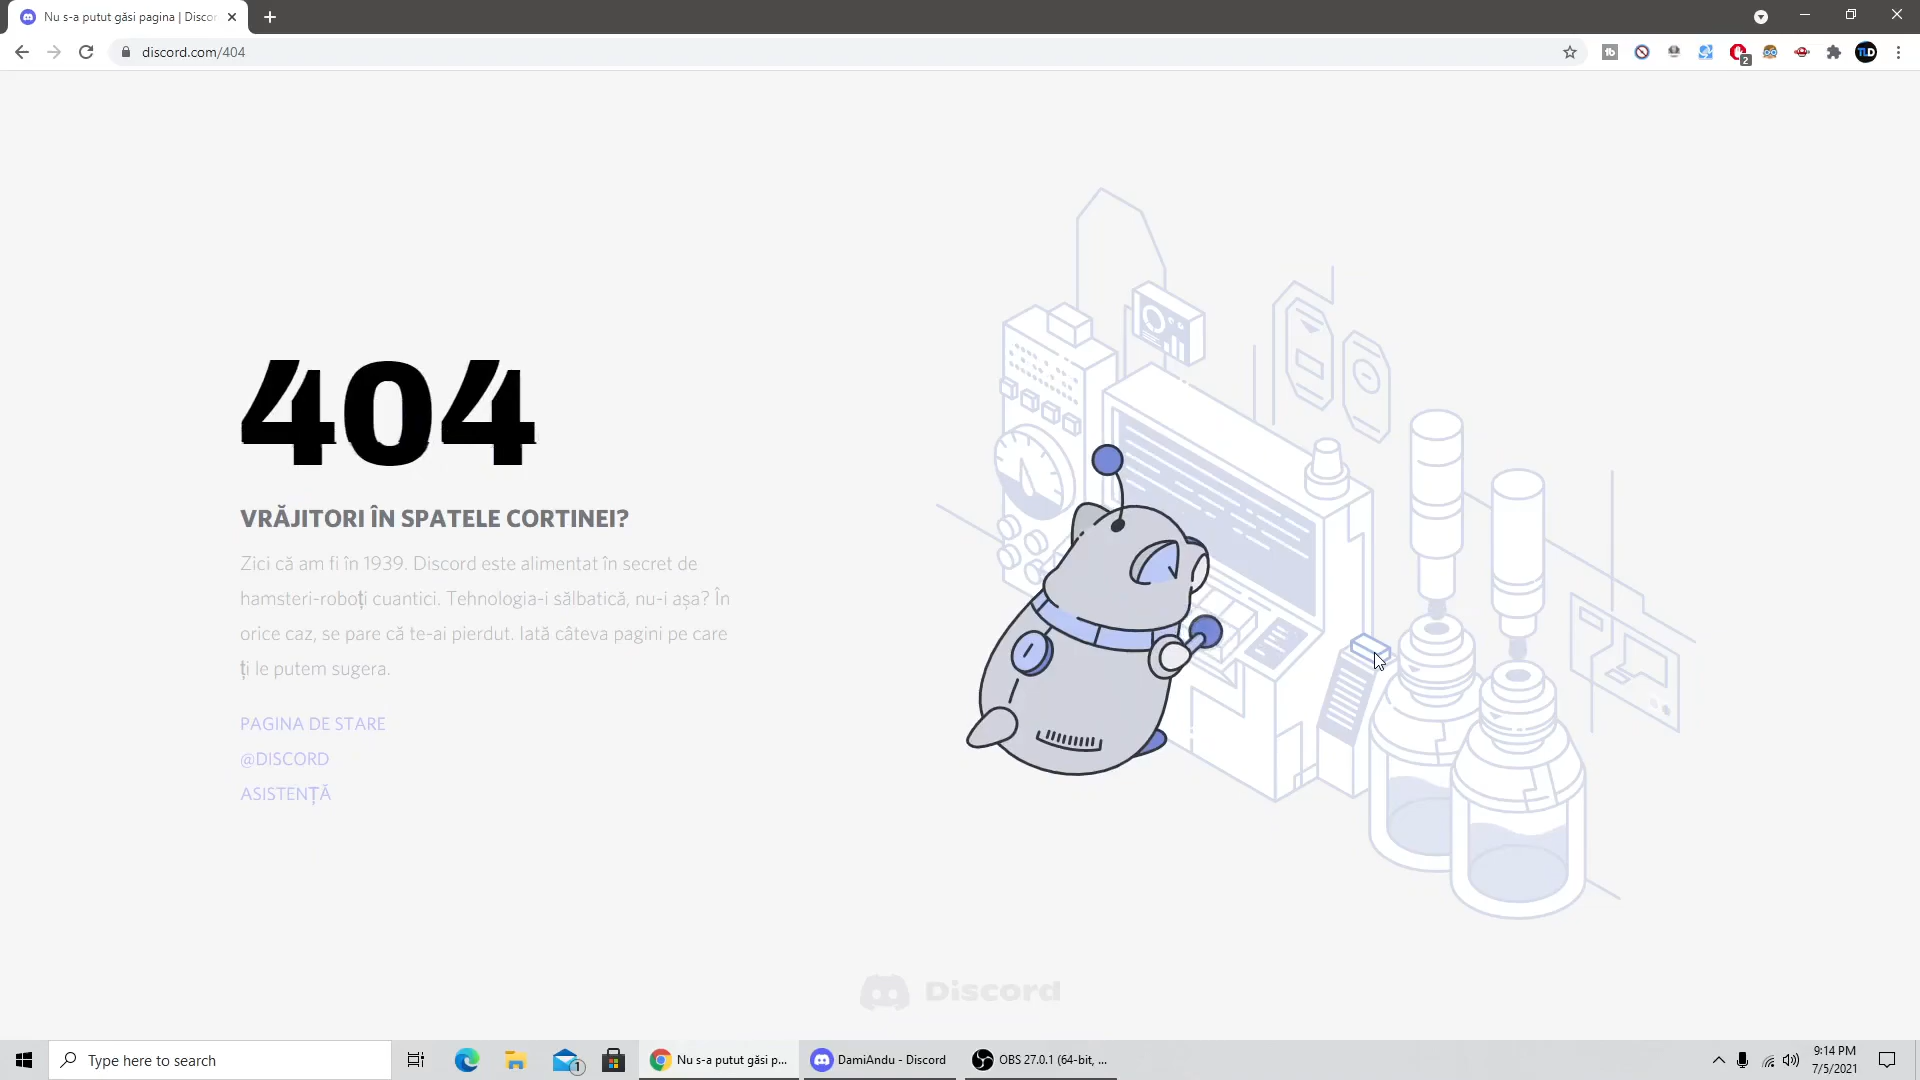 Nu s-a putut găsi pagina | Discor
discord.com/404
2
TLD
404
VRĂJITORI ÎN SPATELE CORTINEI?
Zici că am fi în 1939. Discord este alimentat în secret de
hamsteri-roboți cuantici. Tehnologia-i sălbatică, nu-i așa? În
orice caz, se pare că te-ai pierdut. Iată câteva pagini pe care
ți le putem sugera.
PAGINA DE STARE
@DISCORD
ASISTENȚĂ
Discord
Type here to search
1
Nu s-a putut găsi p...
DamiAndu - Discord
OBS 27.0.1 (64-bit, ...
9:14 PM
7/5/2021